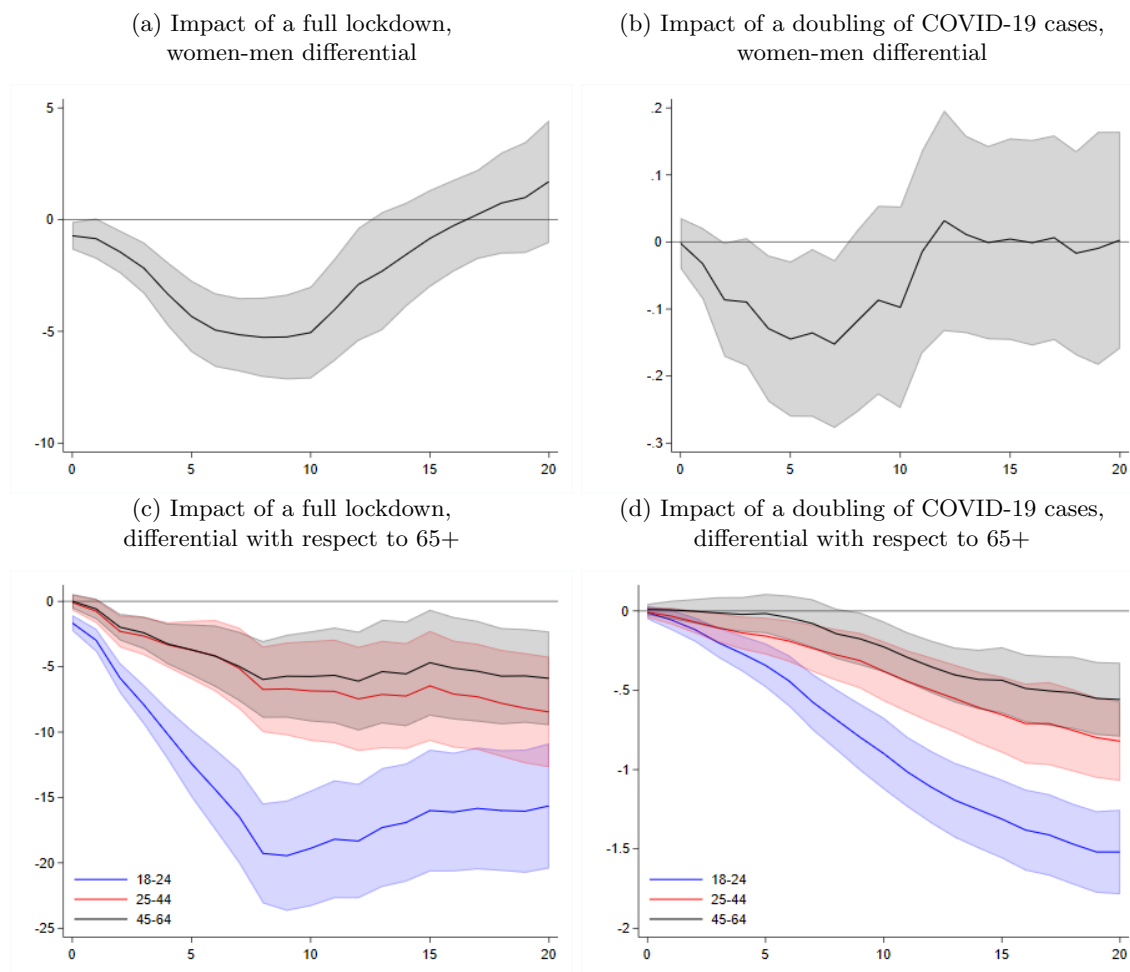 (a) Impact of a full lockdown,
women-men differential
5
0
-5
-10
0 5 10 15 20
(b) Impact of a doubling of COVID-19 cases,
women-men differential
.2
.1
0
-.1
-.2
-.3
0 5 10 15 20
(c) Impact of a full lockdown,
differential with respect to 65+
0
-5
-10
-15
-20
-25
18-24
25-44
45-64
0 5 10 15 20
(d) Impact of a doubling of COVID-19 cases,
differential with respect to 65+
0
-.5
-1
-1.5
-2
18-24
25-44
45-64
0 5 10 15 20